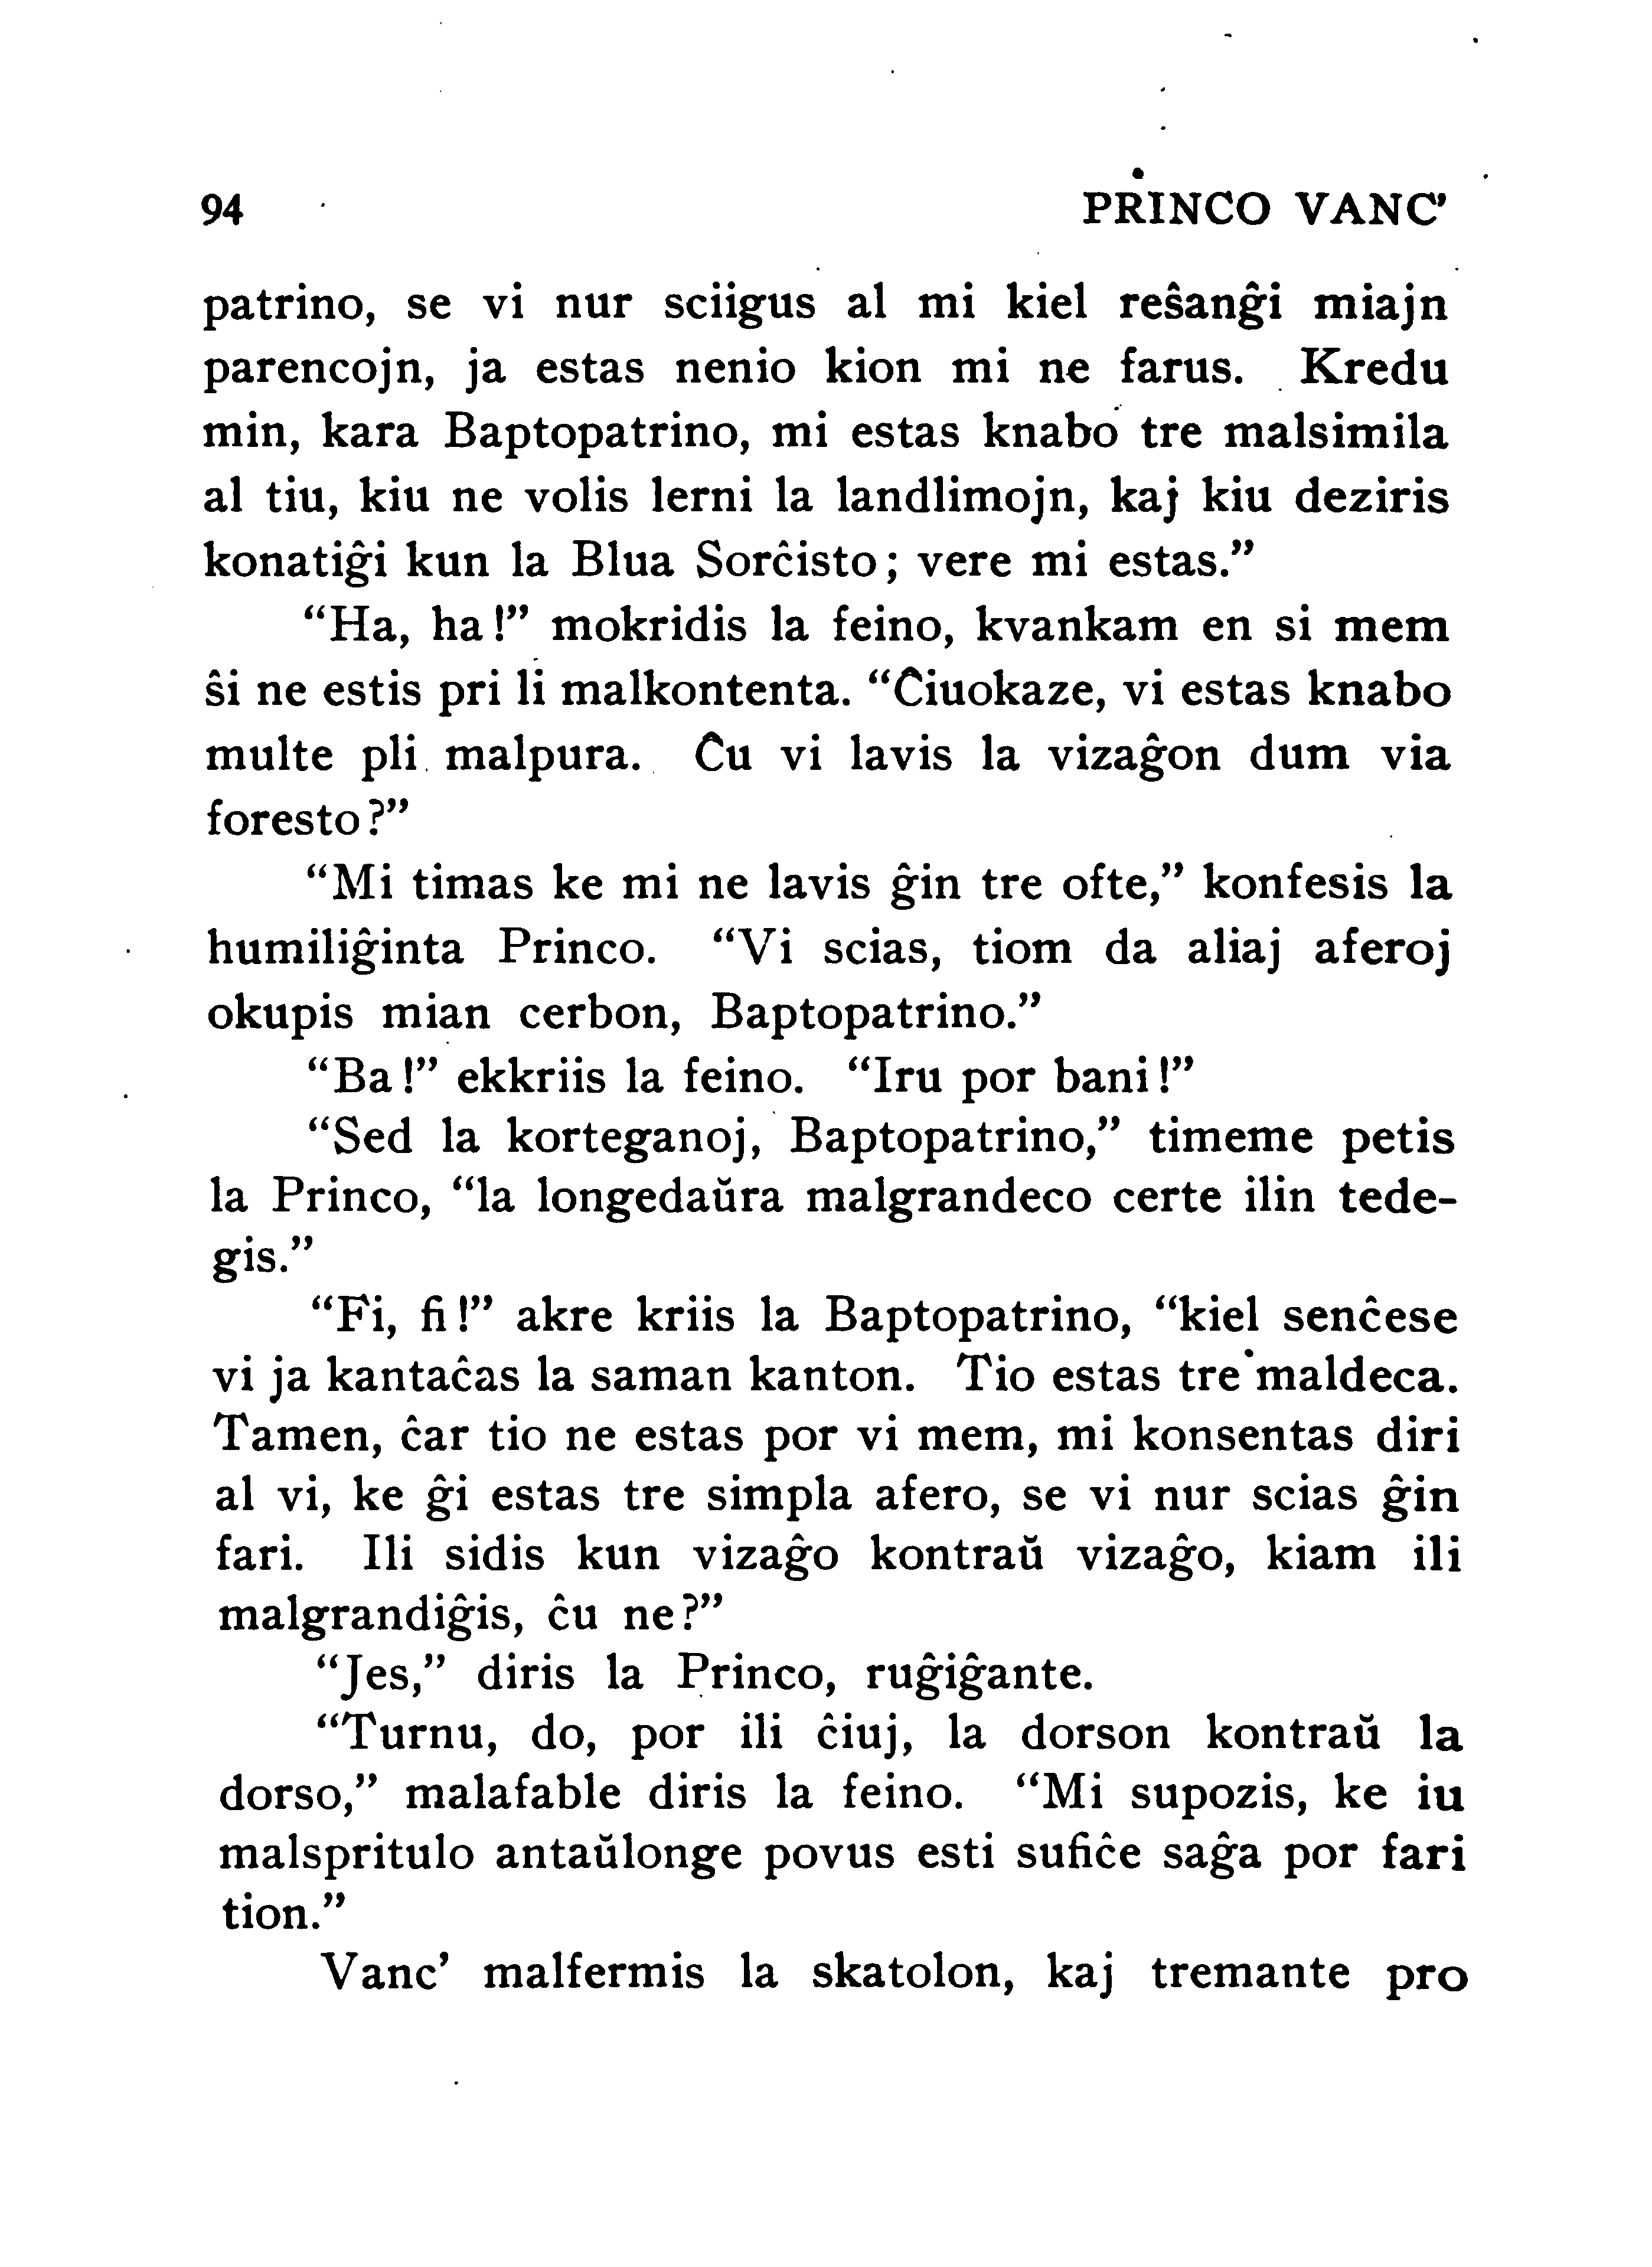 94 PRINCO VANC’
patrino, se vi nur sciigus al mi kiel reŝanĝi miajn
parencojn, ja estas nenio kion mi ne farus. Kredu
min, kara Baptopatrino, mi estas knabo tre malsimila
al tiu, kiu ne volis lerni la landlimojn, kaj kiu deziris
konatiĝi kun la Blua Sorĉisto; vere mi estas.”
“Ha, ha!” mokridis la feino, kvankam en si mem
ŝi ne estis pri li malkontenta. “Ĉiuokaze, vi estas knabo
multe pli malpura. Ĉu vi lavis la vizaĝon dum via
foresto?”
“Mi timas ke mi ne lavis ĝin tre ofte,” konfesis la
humiliĝinta Princo. “Vi scias, tiom da aliaj aferoj
okupis mian cerbon, Baptopatrino.”
“Ba!” ekkriis la feino. “Iru por bani!”
“Sed la korteganoj, Baptopatrino,” timeme petis
la Princo, “la longedaŭra malgrandeco certe ilin tede-
gis.”
“Fi, fi!” akre kriis la Baptopatrino, “kiel senĉese
vi ja kantaĉas la saman kanton. Tio estas tre maldeca.
Tamen, ĉar tio ne estas por vi mem, mi konsentas diri
al vi, ke ĝi estas tre simpla afero, se vi nur scias ĝin
fari. Ili sidis kun vizaĝo kontraŭ vizaĝo, kiam ili
malgrandiĝis, ĉu ne?”
“Jes,” diris la Princo, ruĝiĝante.
“Turnu, do, por ili ĉiuj, la dorson kontraŭ la
dorso,” malafable diris la feino. “Mi supozis, ke iu
malspritulo antaŭlonge povus esti sufiĉe saĝa por fari
tion.”
Vanc’ malfermis la skatolon, kaj tremante pro